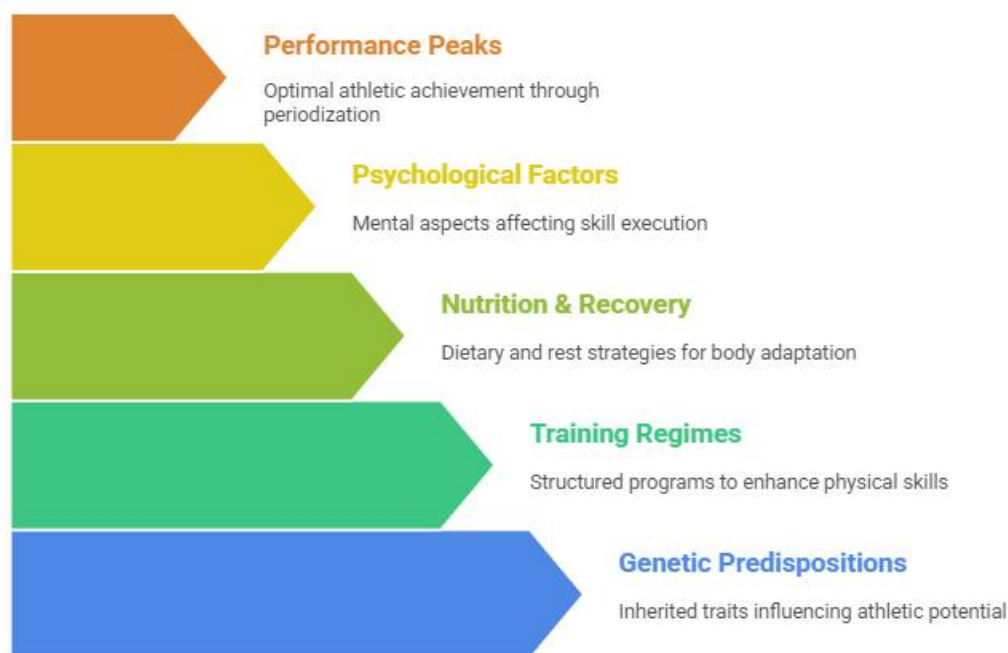 Performance Peaks
Optimal athletic achievement through
periodization
Psychological Factors
Mental aspects affecting skill execution
Nutrition & Recovery
Dietary and rest strategies for body adaptation
Training Regimes
Structured programs to enhance physical skills
Genetic Predispositions
Inherited traits influencing athletic potential